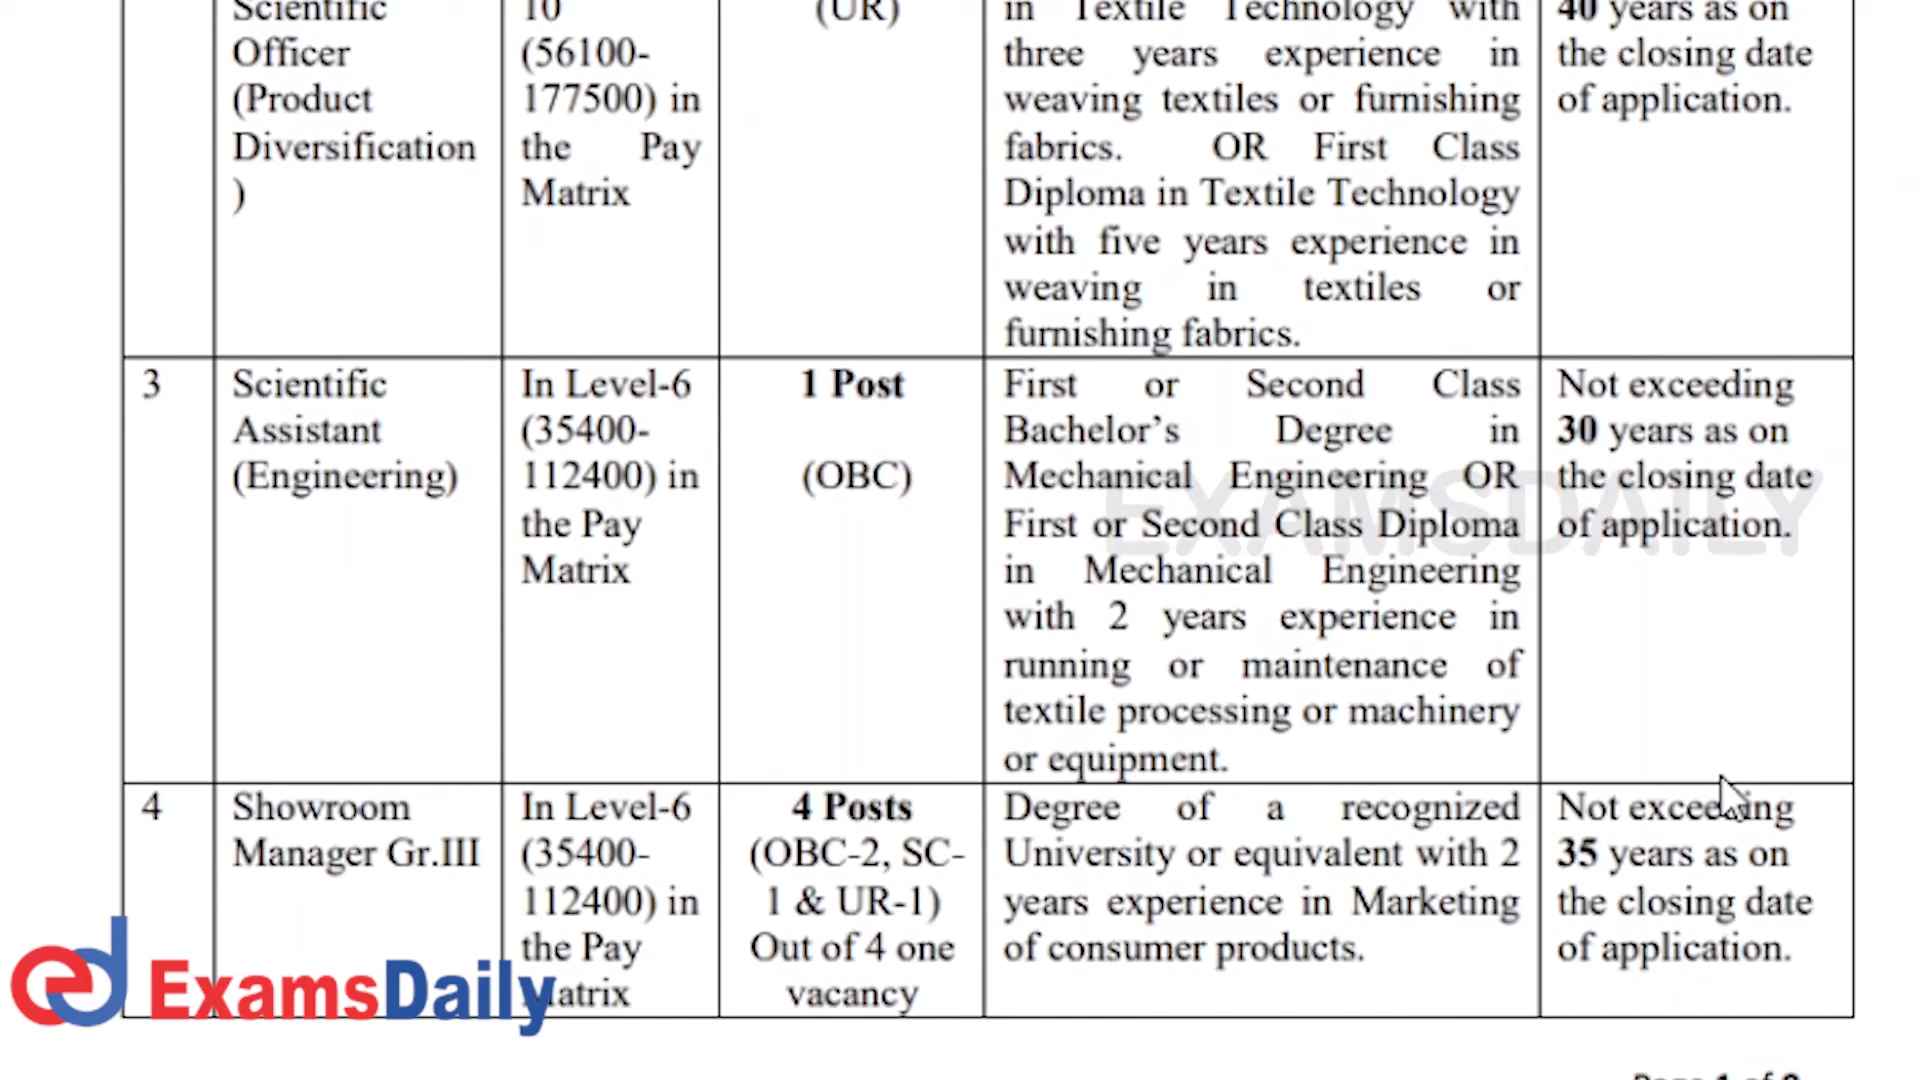 Scientific
Officer
(Product
Diversification
)
10
(56100-
177500) in
the Pay
Matrix
(UR)
in Textile Technology with
three years experience in
weaving textiles or furnishing
fabrics. OR First Class
Diploma in Textile Technology
with five years experience in
weaving in textiles or
furnishing fabrics.
40 years as on
the closing date
of application.
3
Scientific
Assistant
(Engineering)
In Level-6
(35400-
112400) in
the Pay
Matrix
1 Post
(OBC)
First or Second Class
Bachelor’s Degree in
Mechanical Engineering OR
First or Second Class Diploma
in Mechanical Engineering
with 2 years experience in
running or maintenance of
textile processing or machinery
or equipment.
Not exceeding
30 years as on
the closing date
of application.
EXAMSDAILY
4
Showroom
Manager Gr.III
In Level-6
(35400-
112400) in
the Pay
Matrix
4 Posts
(OBC-2, SC-
1 & UR-1)
Out of 4 one
vacancy
Degree of a recognized
University or equivalent with 2
years experience in Marketing
of consumer products.
Not exceeding
35 years as on
the closing date
of application.
ed ExamsDaily